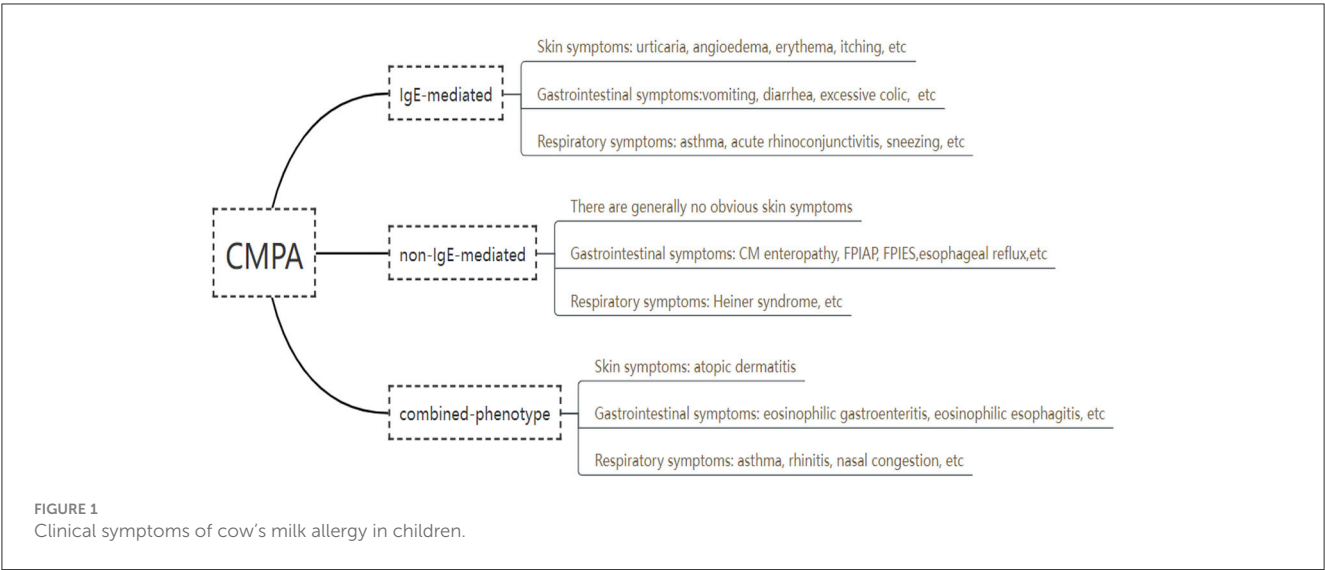 Skin symptoms: urticaria, angioedema, erythema, itching, etc
IgE-mediated
Gastrointestinal symptoms:vomiting, diarrhea, excessive colic, etc
Respiratory symptoms: asthma, acute rhinoconjunctivitis, sneezing, etc
CMPA
There are generally no obvious skin symptoms
non-IgE-mediated
Gastrointestinal symptoms: CM enteropathy, FPIAP, FPIES,esophageal reflux,etc
Respiratory symptoms: Heiner syndrome, etc
Skin symptoms: atopic dermatitis
combined-phenotype
Gastrointestinal symptoms: eosinophilic gastroenteritis, eosinophilic esophagitis, etc
Respiratory symptoms: asthma, rhinitis, nasal congestion, etc
FIGURE 1
Clinical symptoms of cow's milk allergy in children.